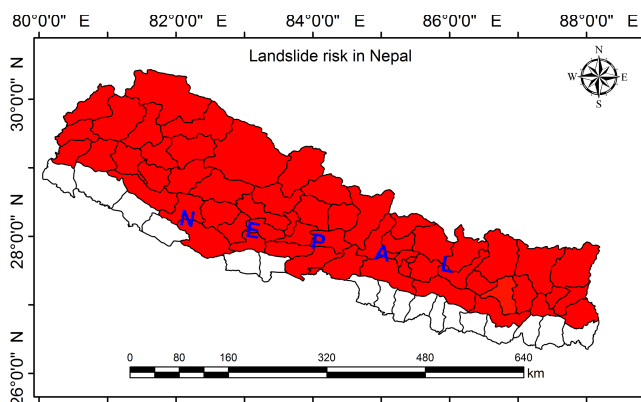 80°0'0" E 82°0'0" E 84°0'0" E 86°0'0" E 88°0'0" E
Landslide risk in Nepal
N
W E
S
30°0'0" N
28°0'0" N
26°0'0" N
N E P A L
0 80 160 320 480 640
km